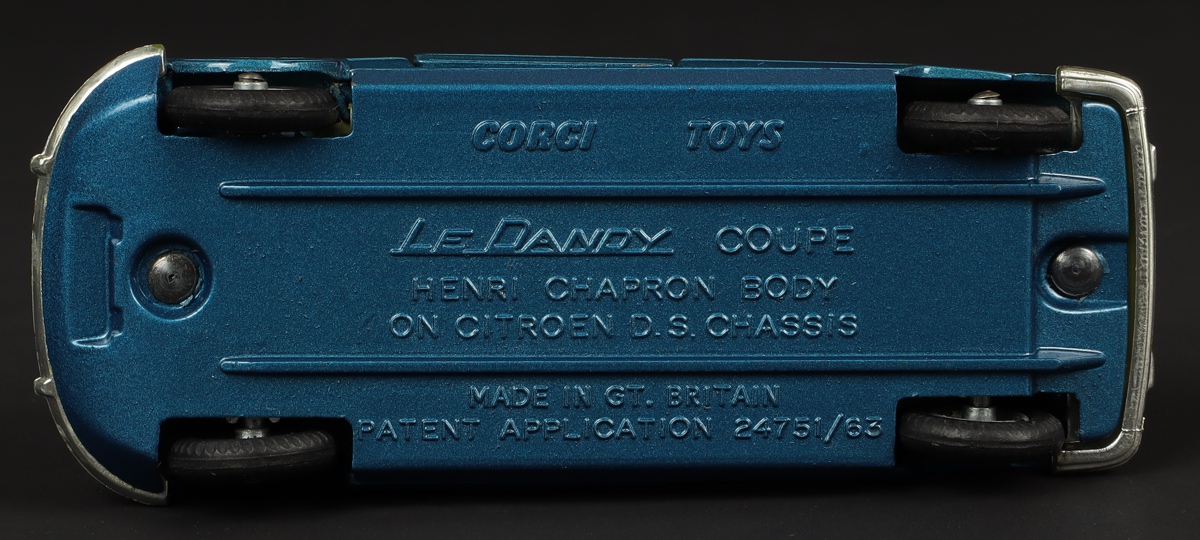 CORGI TOYS
LE DANDY COUPE
HENRI CHAPRON BODY
ON CITROEN D.S. CHASSIS
MADE IN GT. BRITAIN
PATENT APPLICATION 24751/63